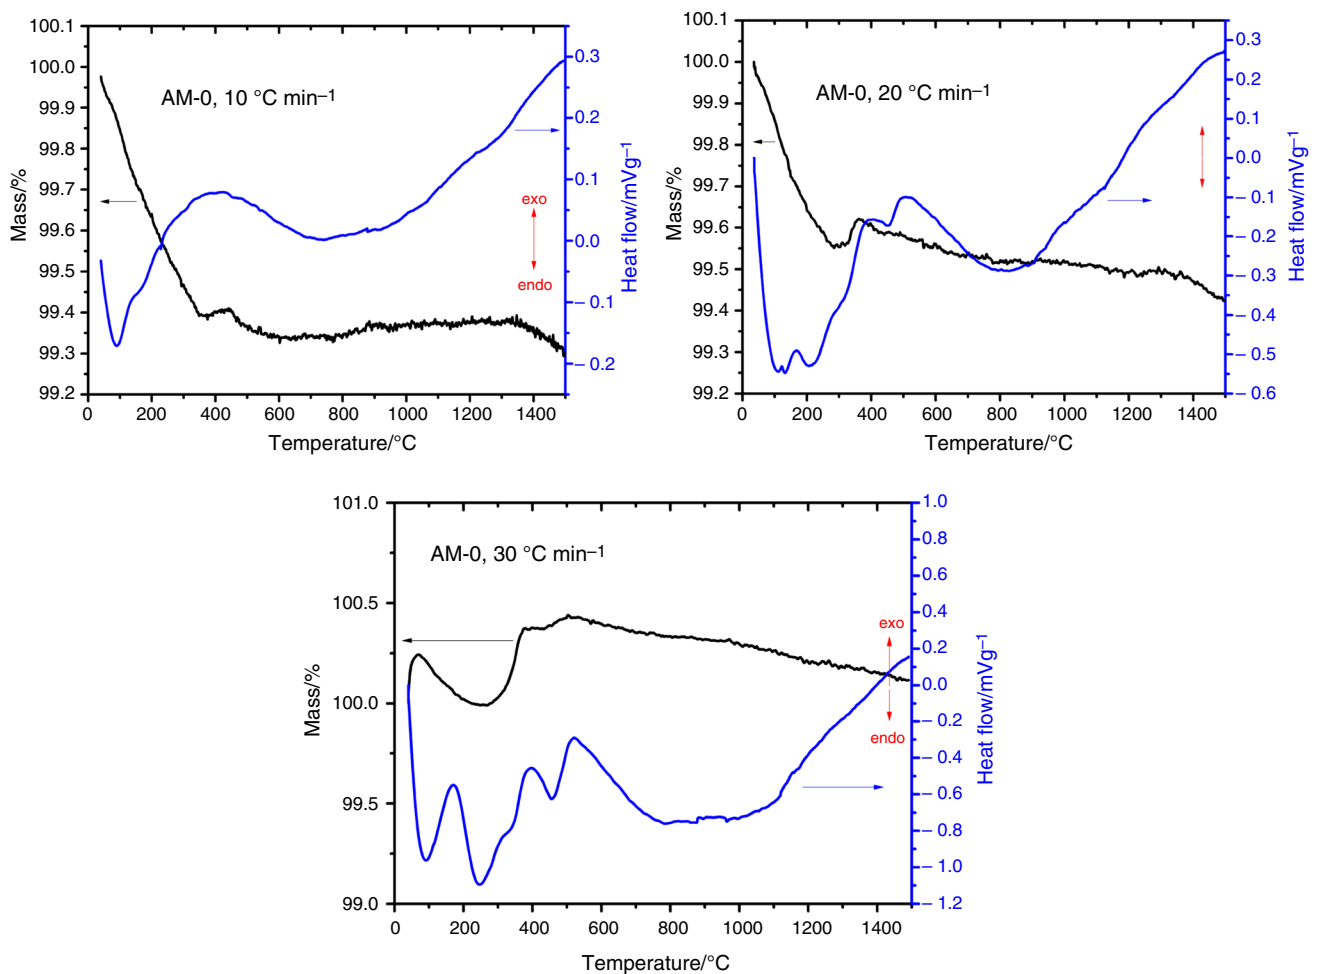 100.1
100.0
99.9
99.8
99.7
99.6
99.5
99.4
99.3
99.2
Mass/%
AM-0, 10 °C min–1
exo
endo
0.3
0.2
0.1
0.0
– 0.1
– 0.2
Heat flow/mVg–1
0 200 400 600 800 1000 1200 1400
Temperature/°C
100.1
100.0
99.9
99.8
99.7
99.6
99.5
99.4
99.3
99.2
Mass/%
AM-0, 20 °C min–1
0.3
0.2
0.1
0.0
– 0.1
– 0.2
– 0.3
– 0.4
– 0.5
– 0.6
Heat flow/mVg–1
0 200 400 600 800 1000 1200 1400
Temperature/°C
101.0
100.5
100.0
99.5
99.0
Mass/%
AM-0, 30 °C min–1
exo
endo
1.0
0.8
0.6
0.4
0.2
0.0
– 0.2
– 0.4
– 0.6
– 0.8
– 1.0
– 1.2
Heat flow/mVg–1
0 200 400 600 800 1000 1200 1400
Temperature/°C